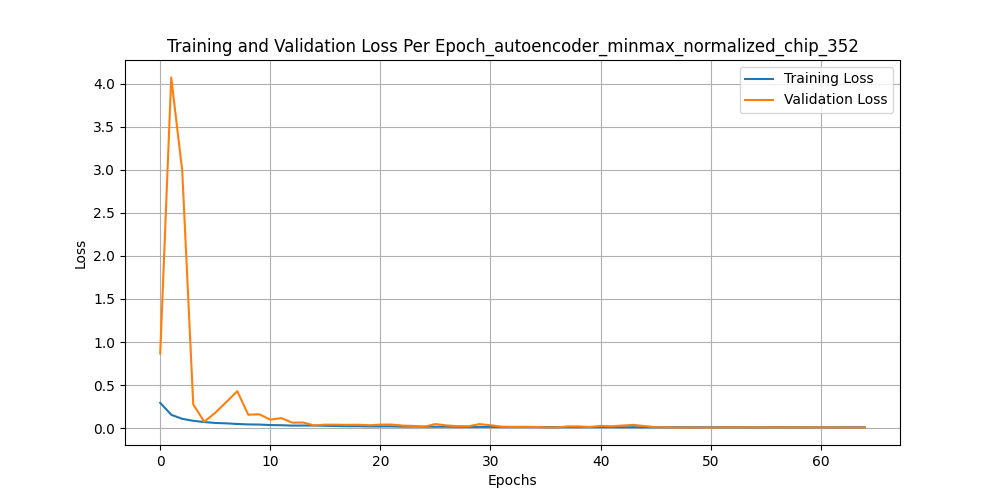 Training and Validation Loss Per Epoch_autoencoder_minmax_normalized_chip_352
Training Loss
Validation Loss
4.0
3.5
3.0
2.5
2.0
1.5
1.0
0.5
0.0
Loss
0 10 20 30 40 50 60
Epochs